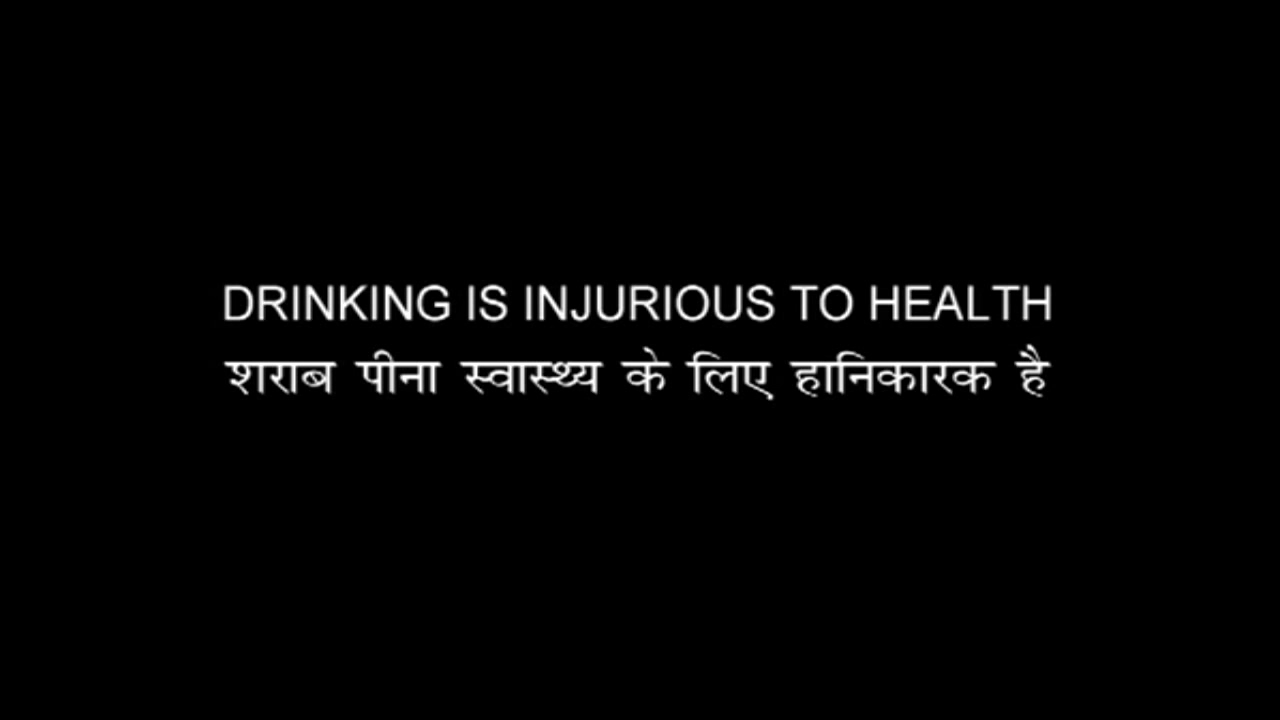 DRINKING IS INJURIOUS TO HEALTH
शराब पीना स्वास्थ्य के लिए हानिकारक है